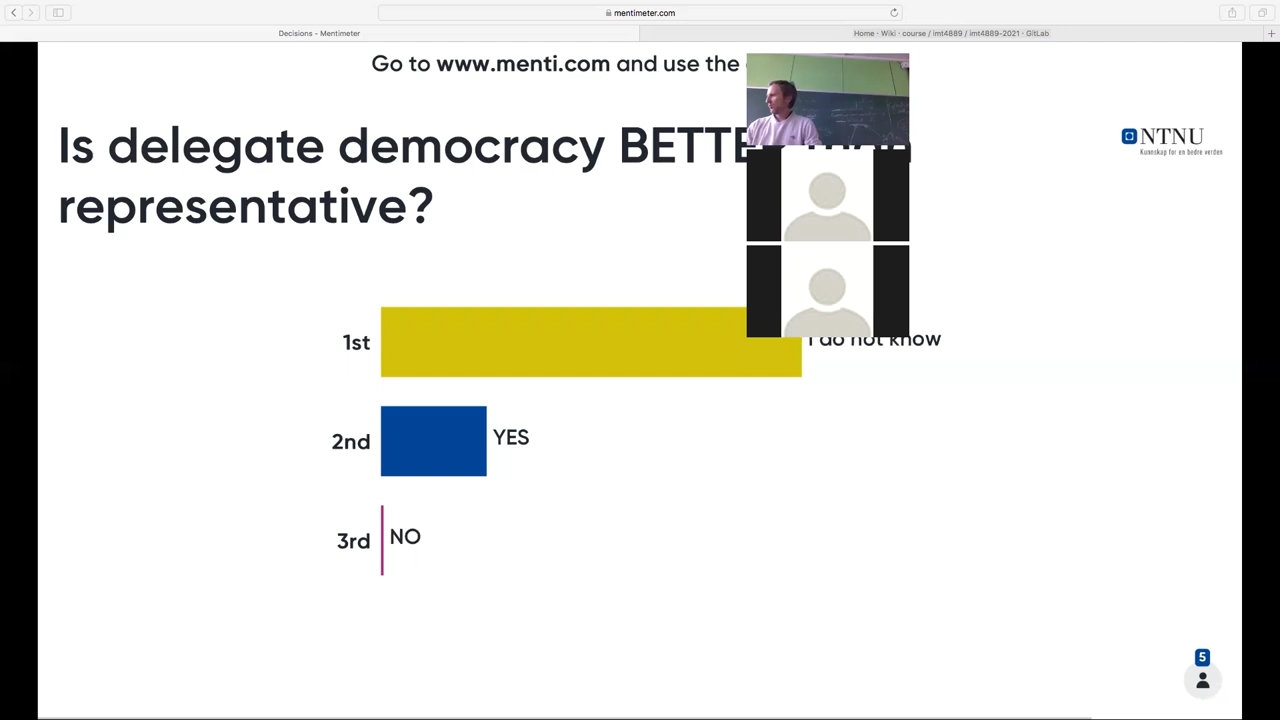 mentimeter.com
Decisions - Mentimeter
Home · Wiki · course / imt4889 / imt4889-2021 · GitLab
Go to www.menti.com and use the
Is delegate democracy
representative?
NTNU
Kunnskap for en bedre verden
1st
do not know
2nd YES
3rd NO
5